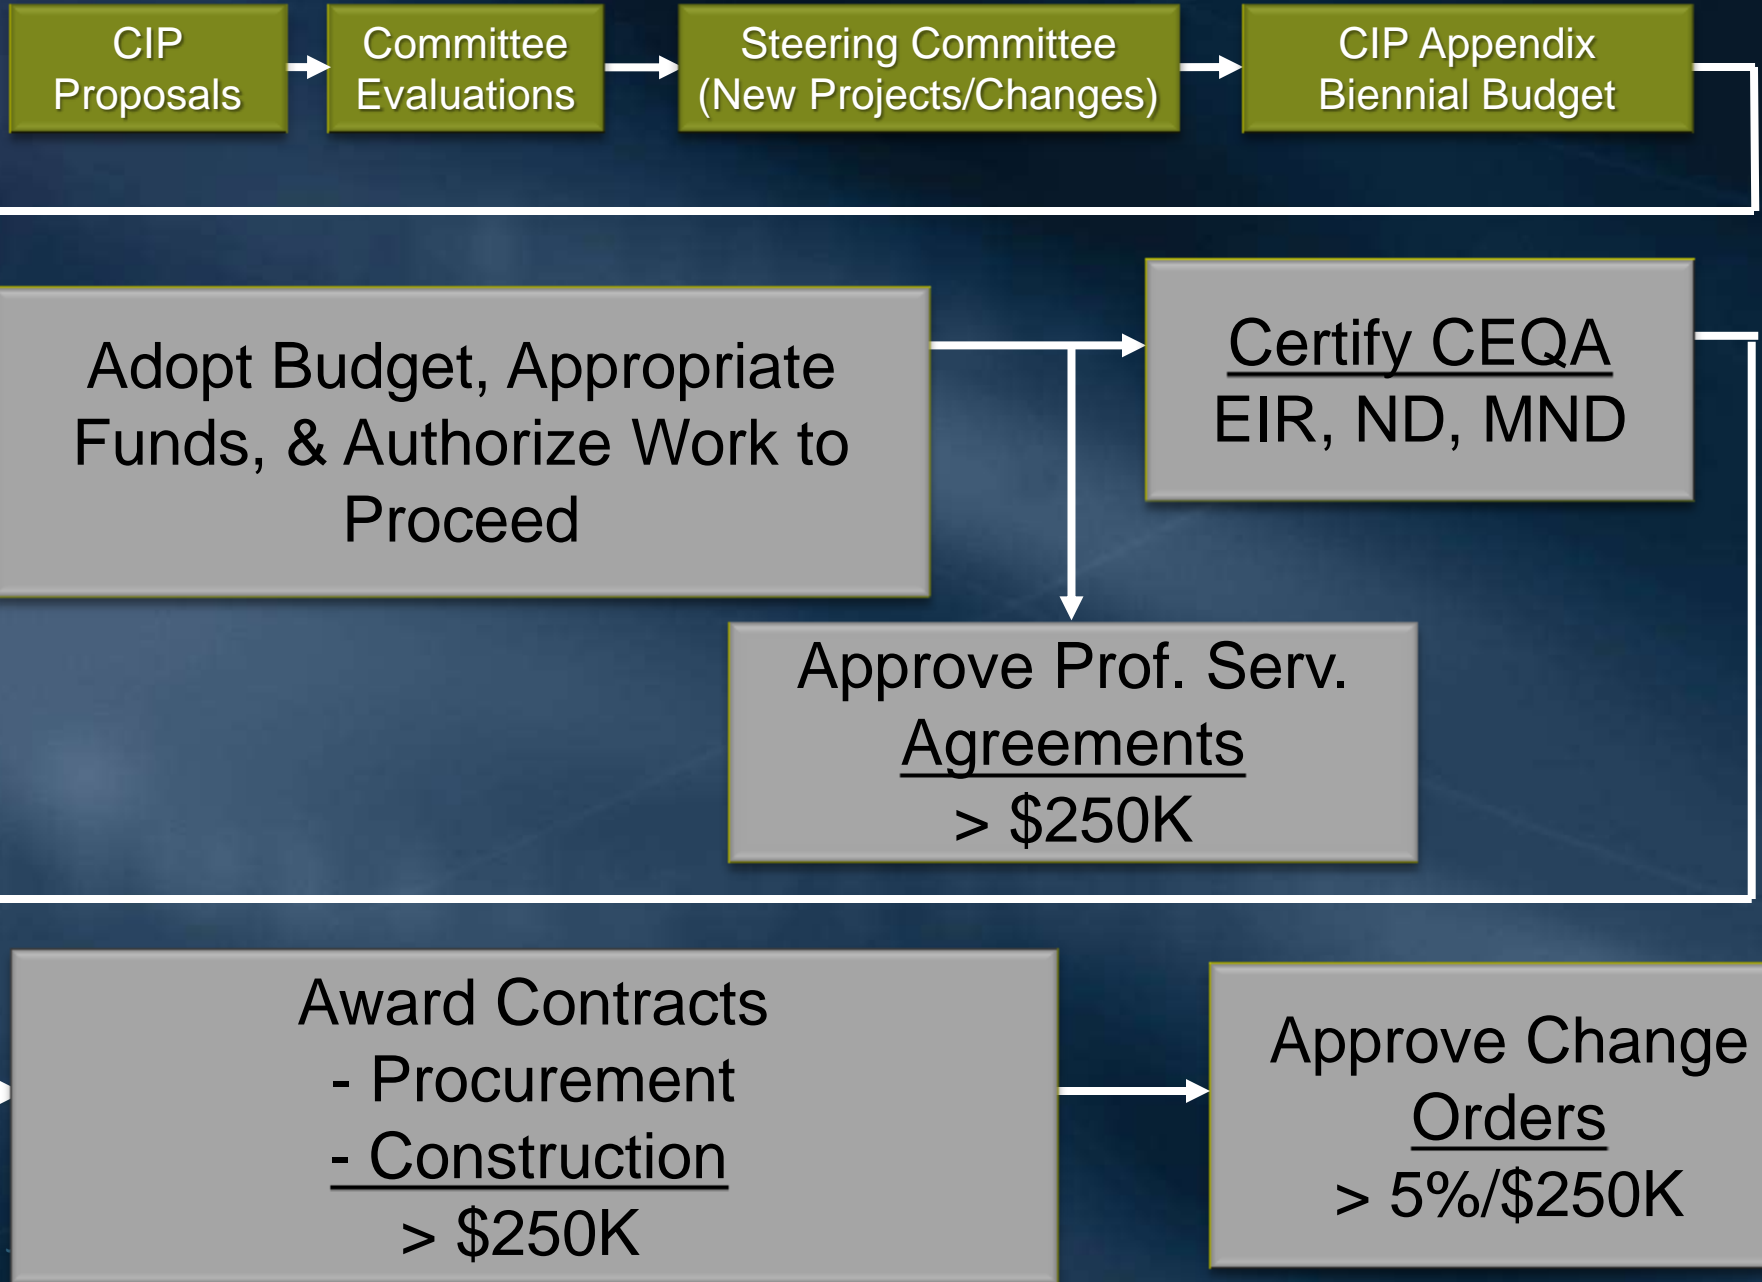 CIP
Proposals
Committee
Evaluations
Steering Committee
(New Projects/Changes)
CIP Appendix
Biennial Budget
Adopt Budget, Appropriate
Funds, & Authorize Work to
Proceed
Certify CEQA
EIR, ND, MND
Approve Prof. Serv.
Agreements
> $250K
Award Contracts
- Procurement
- Construction
> $250K
Approve Change
Orders
> 5%/$250K